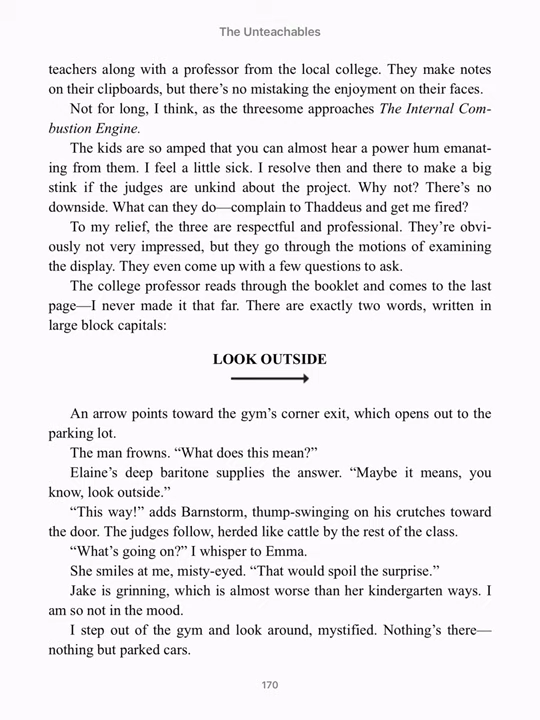 The Unteachables
teachers along with a professor from the local college. They make notes
on their clipboards, but there's no mistaking the enjoyment on their faces.
Not for long, I think, as the threesome approaches The Internal Com-
bustion Engine.
The kids are so amped that you can almost hear a power hum emanat-
ing from them. I feel a little sick. I resolve then and there to make a big
stink if the judges are unkind about the project. Why not? There's no
downside. What can they do—complain to Thaddeus and get me fired?
To my relief, the three are respectful and professional. They're obvi-
ously not very impressed, but they go through the motions of examining
the display. They even come up with a few questions to ask.
The college professor reads through the booklet and comes to the last
page—I never made it that far. There are exactly two words, written in
large block capitals:
LOOK OUTSIDE
An arrow points toward the gym's corner exit, which opens out to the
parking lot.
The man frowns. “What does this mean?”
Elaine's deep baritone supplies the answer. “Maybe it means, you
know, look outside.”
“This way!” adds Barnstorm, thump-swinging on his crutches toward
the door. The judges follow, herded like cattle by the rest of the class.
“What's going on?” I whisper to Emma.
She smiles at me, misty-eyed. “That would spoil the surprise.”
Jake is grinning, which is almost worse than her kindergarten ways. I
am so not in the mood.
I step out of the gym and look around, mystified. Nothing's there—
nothing but parked cars.
170